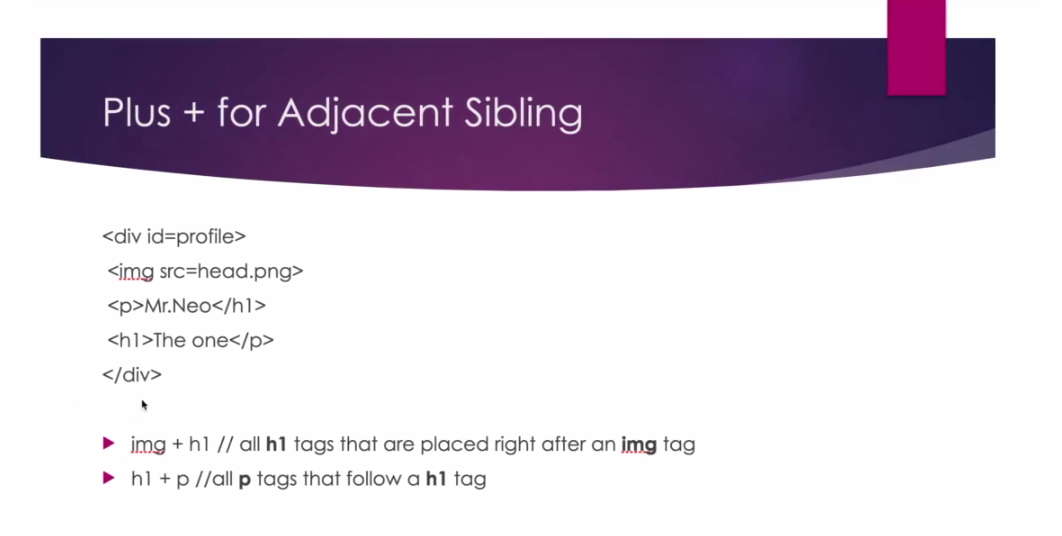 Plus + for Adjacent Sibling
<div id=profile>
<img src=head.png>
<p>Mr.Neo</h1>
<h1>The one</p>
</div>
img + h1 // all h1 tags that are placed right after an img tag
h1 + p //all p tags that follow a h1 tag